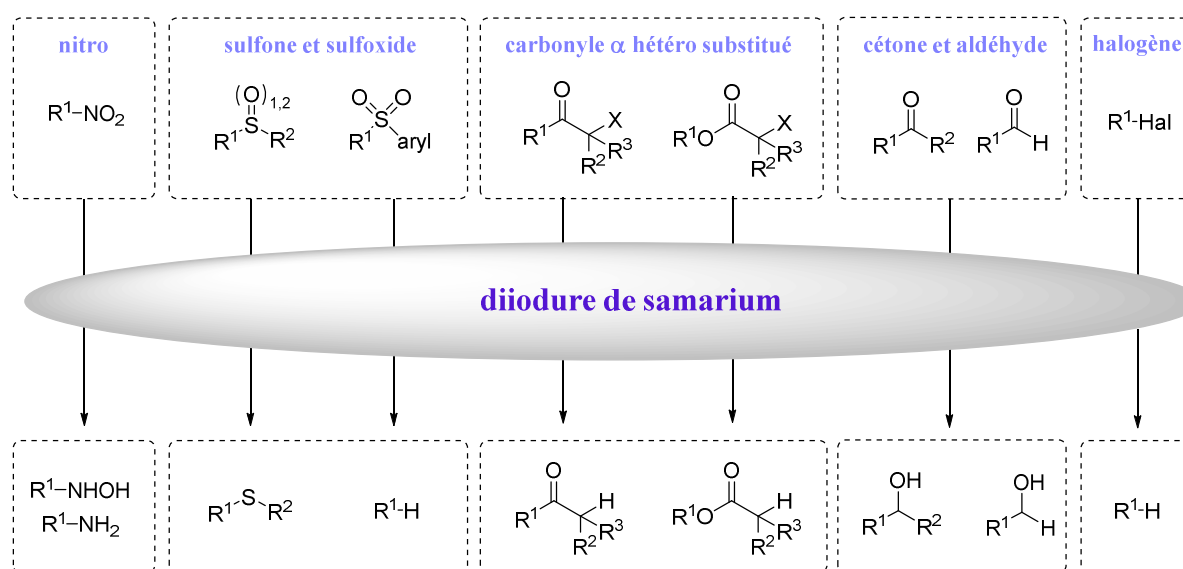 nitro
sulfone et sulfoxide
carbonyle α hétéro substitué
cétone et aldéhyde
halogène
R¹–NO₂
(O)₁,₂
R¹ S R²
O O
R¹ S aryl
O
R¹ X
R² R³
O
R¹O X
R² R³
O
R¹ R²
O
R¹ H
R¹-Hal
diiodure de samarium
R¹–NHOH
R¹–NH₂
R¹ S R²
R¹-H
O
R¹ H
R² R³
O
R¹O H
R² R³
OH
R¹ R²
OH
R¹ H
R¹-H